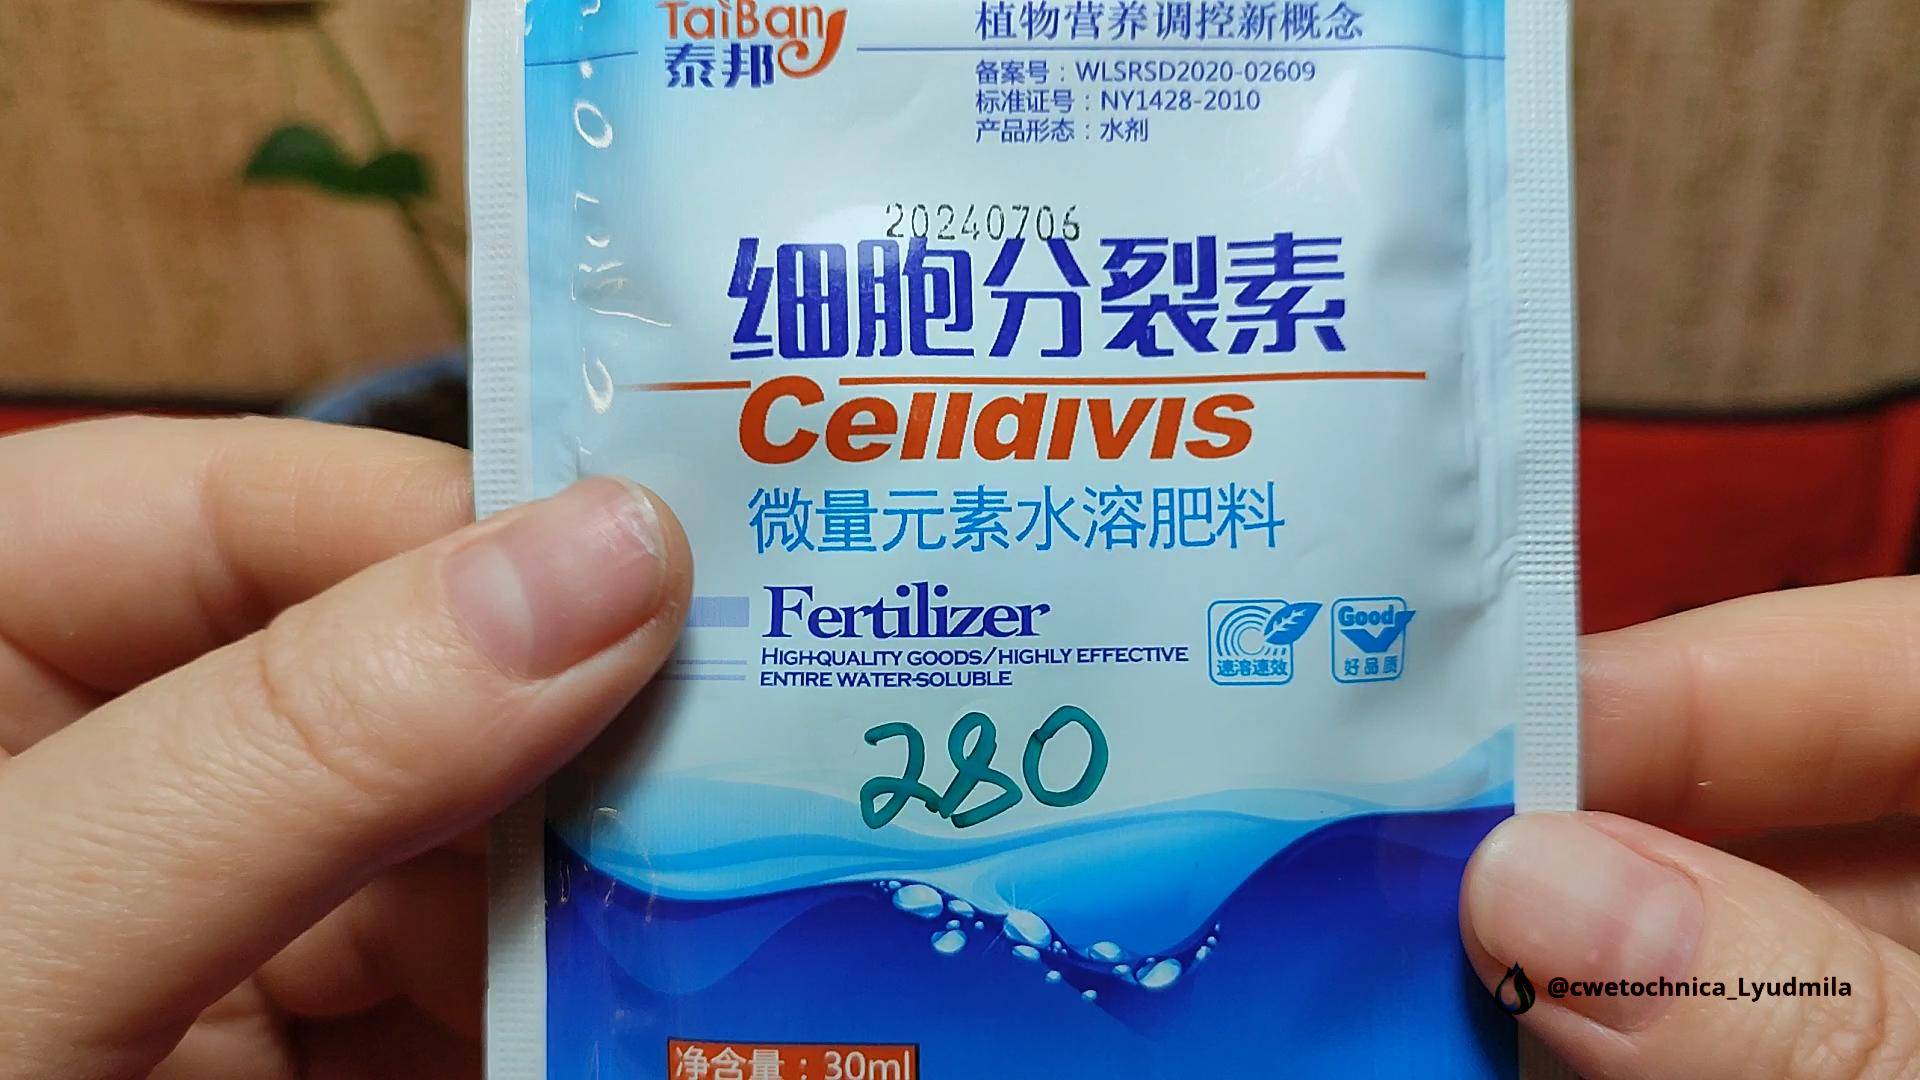 TaiBang
泰邦
植物营养调控新概念
备案号：WLSRSD2020-02609
标准证号：NY1428-2010
产品形态：水剂
20240706
细胞分裂素
Celldivis
微量元素水溶肥料
Fertilizer
HIGH-QUALITY GOODS/HIGHLY EFFECTIVE
ENTIRE WATER-SOLUBLE
速溶速效
Good
好品质
280
@cwetochnica_Lyudmila
净含量：30ml